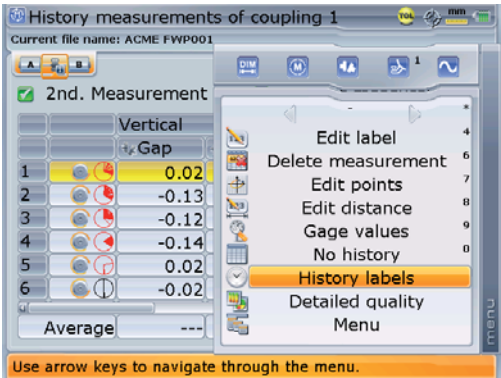 History measurements of coupling 1
TOL
mm
Current file name: ACME FWP001
A
B
DIM
M
1
2nd. Measurement
Vertical
Gap
1 0.02
2 -0.13
3 -0.12
4 -0.14
5 0.02
6 -0.02
Average ---
- *
Edit label 4
Delete measurement 6
Edit points 7
Edit distance 8
Gage values 9
No history 0
History labels
Detailed quality
Menu
menu
Use arrow keys to navigate through the menu.